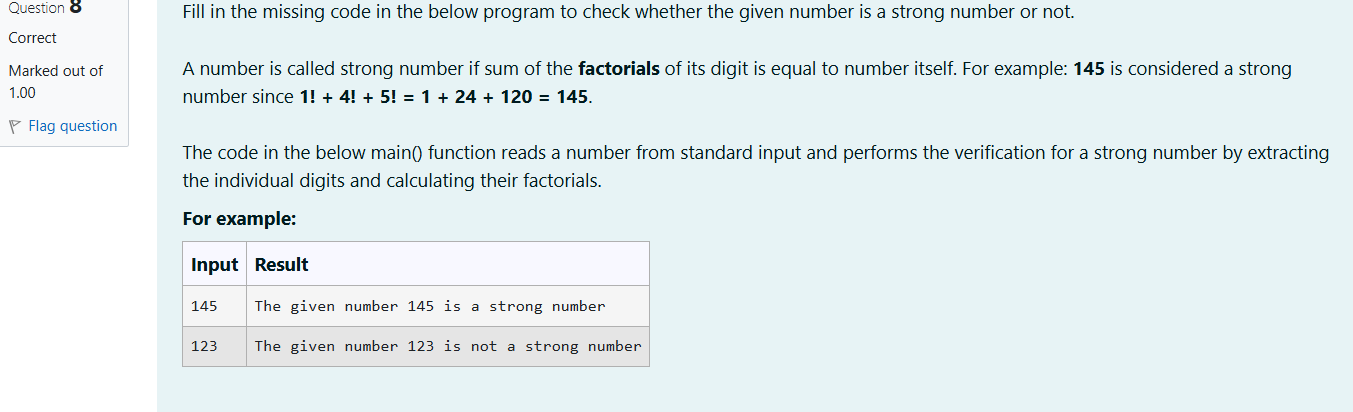 Question 8
Correct
Marked out of
1.00
Flag question
Fill in the missing code in the below program to check whether the given number is a strong number or not.
A number is called strong number if sum of the factorials of its digit is equal to number itself. For example: 145 is considered a strong
number since 1! + 4! + 5! = 1 + 24 + 120 = 145.
The code in the below main() function reads a number from standard input and performs the verification for a strong number by extracting
the individual digits and calculating their factorials.
For example:
Input Result
145 The given number 145 is a strong number
123 The given number 123 is not a strong number